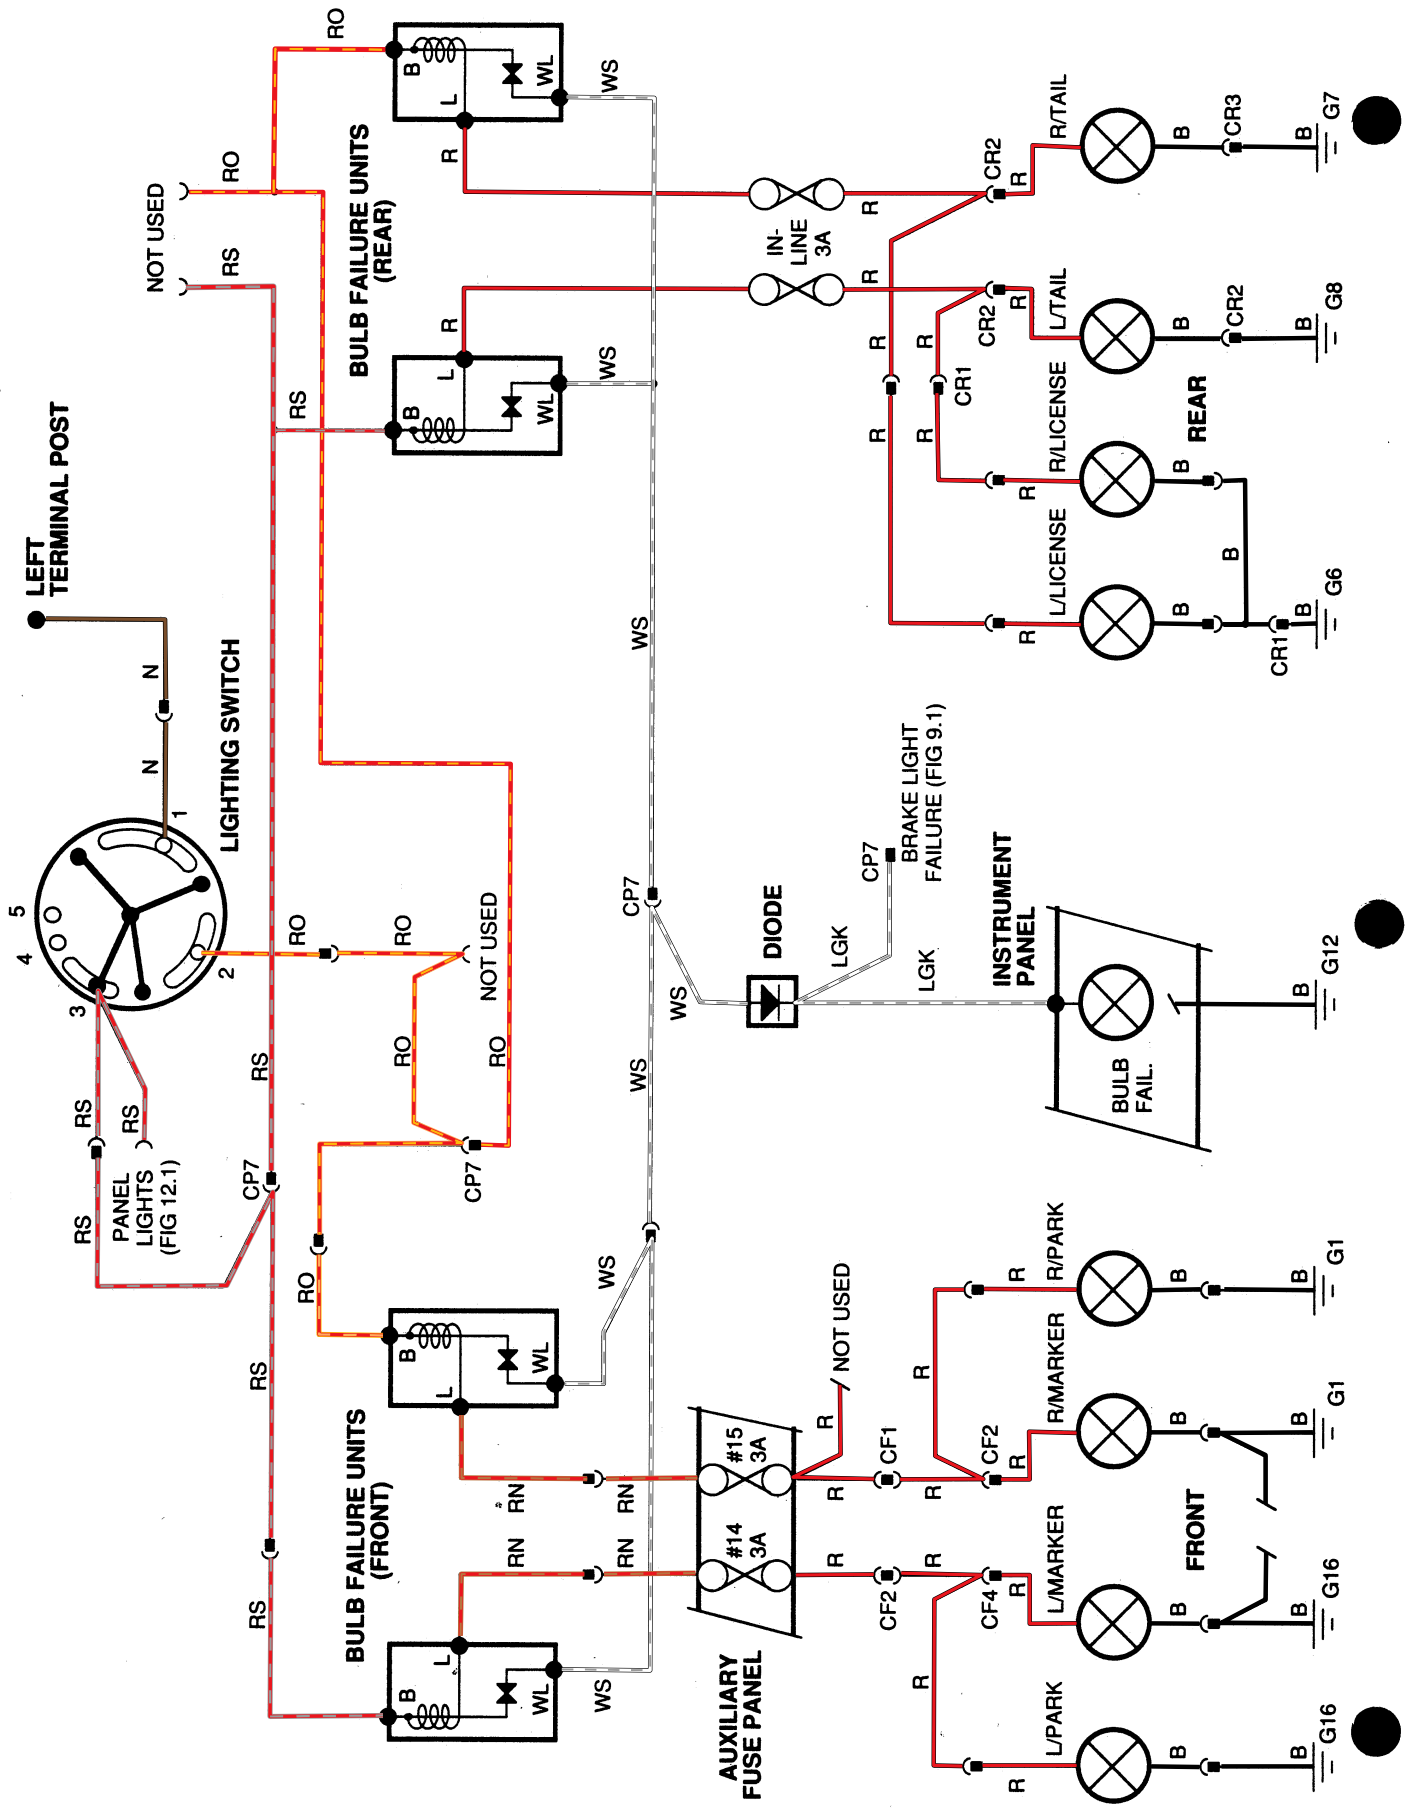 5
4
LEFT
TERMINAL POST
3
RS
RS
PANEL
LIGHTS
(FIG 12.1)
RS
N
N
NOT USED
1
2
LIGHTING SWITCH
RS
RO
RS
RS
CP7
RS
RO
RO
RS
RO
BULB FAILURE UNITS
(FRONT)
BULB FAILURE UNITS
(REAR)
B
B
RO
RO
B
B
L
L
L
R
R
L
CP7
NOT USED
RO
RN
RN
WL
WL
WL
WL
WS
WS
WS
WS
RN
RN
WS
CP7
WS
WS
AUXILIARY
FUSE PANEL
#14
3A
#15
3A
DIODE
IN-
LINE
3A
R
R
R
NOT USED
LGK
R
R
CP7
R
R
CF2
CF1
BRAKE LIGHT
FAILURE (FIG 9.1)
R
R
R
R
LGK
R
R
CR1
CF4
CF2
CR2
CR2
INSTRUMENT
PANEL
R
R
R
R
R
R
R
R
L/PARK
L/MARKER
R/MARKER
R/PARK
L/LICENSE
R/LICENSE
L/TAIL
R/TAIL
BULB
FAIL.
B
B
B
B
B
B
B
B
FRONT
REAR
B
CR2
CR3
CR1
B
B
B
B
B
B
B
B
G16
G16
G1
G1
G12
G6
G8
G7